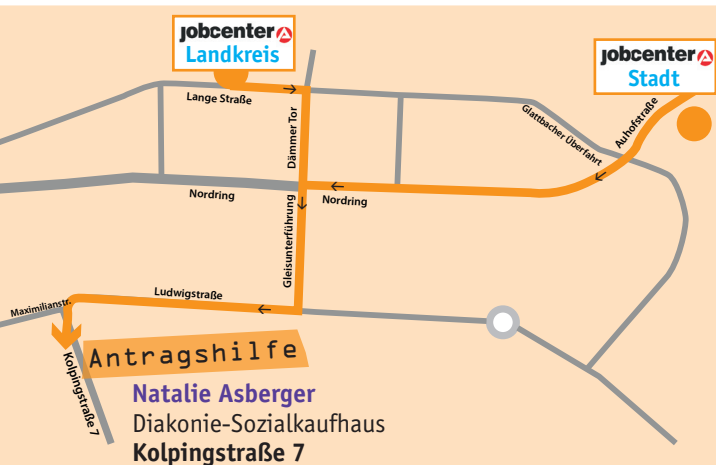 jobcenter
Landkreis
jobcenter
Stadt
Lange Straße
Dämmer Tor
Glattbacher Überfahrt
Auhofstraße
Nordring
Nordring
Gleisunterführung
Ludwigstraße
Maximilianstr.
Kolpingstraße 7
Antragshilfe
Natalie Asberger
Diakonie-Sozialkaufhaus
Kolpingstraße 7